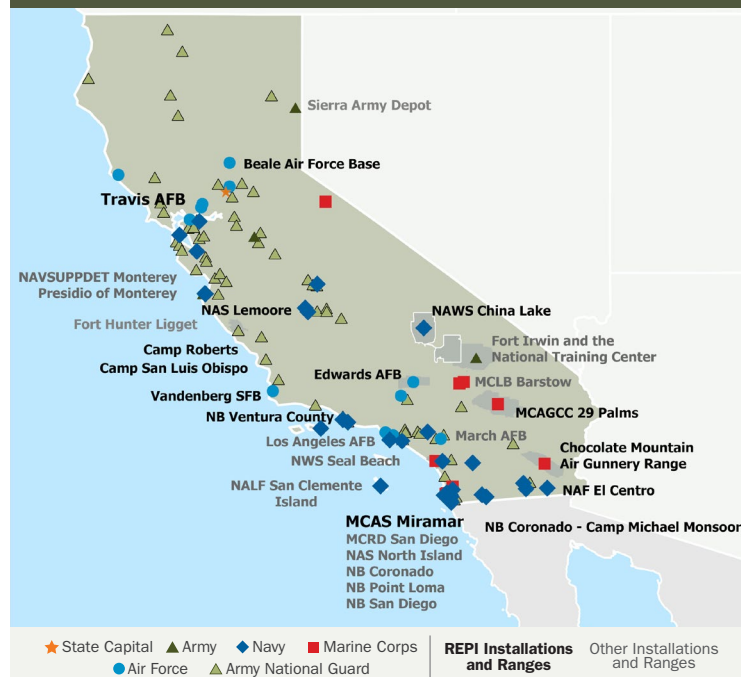 Sierra Army Depot
Beale Air Force Base
Travis AFB
NAVSUPPDET Monterey
Presidio of Monterey
NAS Lemoore
NAWS China Lake
Fort Hunter Ligget
Fort Irwin and the
National Training Center
Camp Roberts
Camp San Luis Obispo
Edwards AFB
MCLB Barstow
Vandenberg SFB
MCAGCC 29 Palms
NB Ventura County
Los Angeles AFB
March AFB
Chocolate Mountain
Air Gunnery Range
NWS Seal Beach
NALF San Clemente
Island
NAF El Centro
MCAS Miramar
NB Coronado - Camp Michael Monsoor
MCRD San Diego
NAS North Island
NB Coronado
NB Point Loma
NB San Diego
State Capital
Army
Navy
Marine Corps
Air Force
Army National Guard
REPI Installations
and Ranges
Other Installations
and Ranges